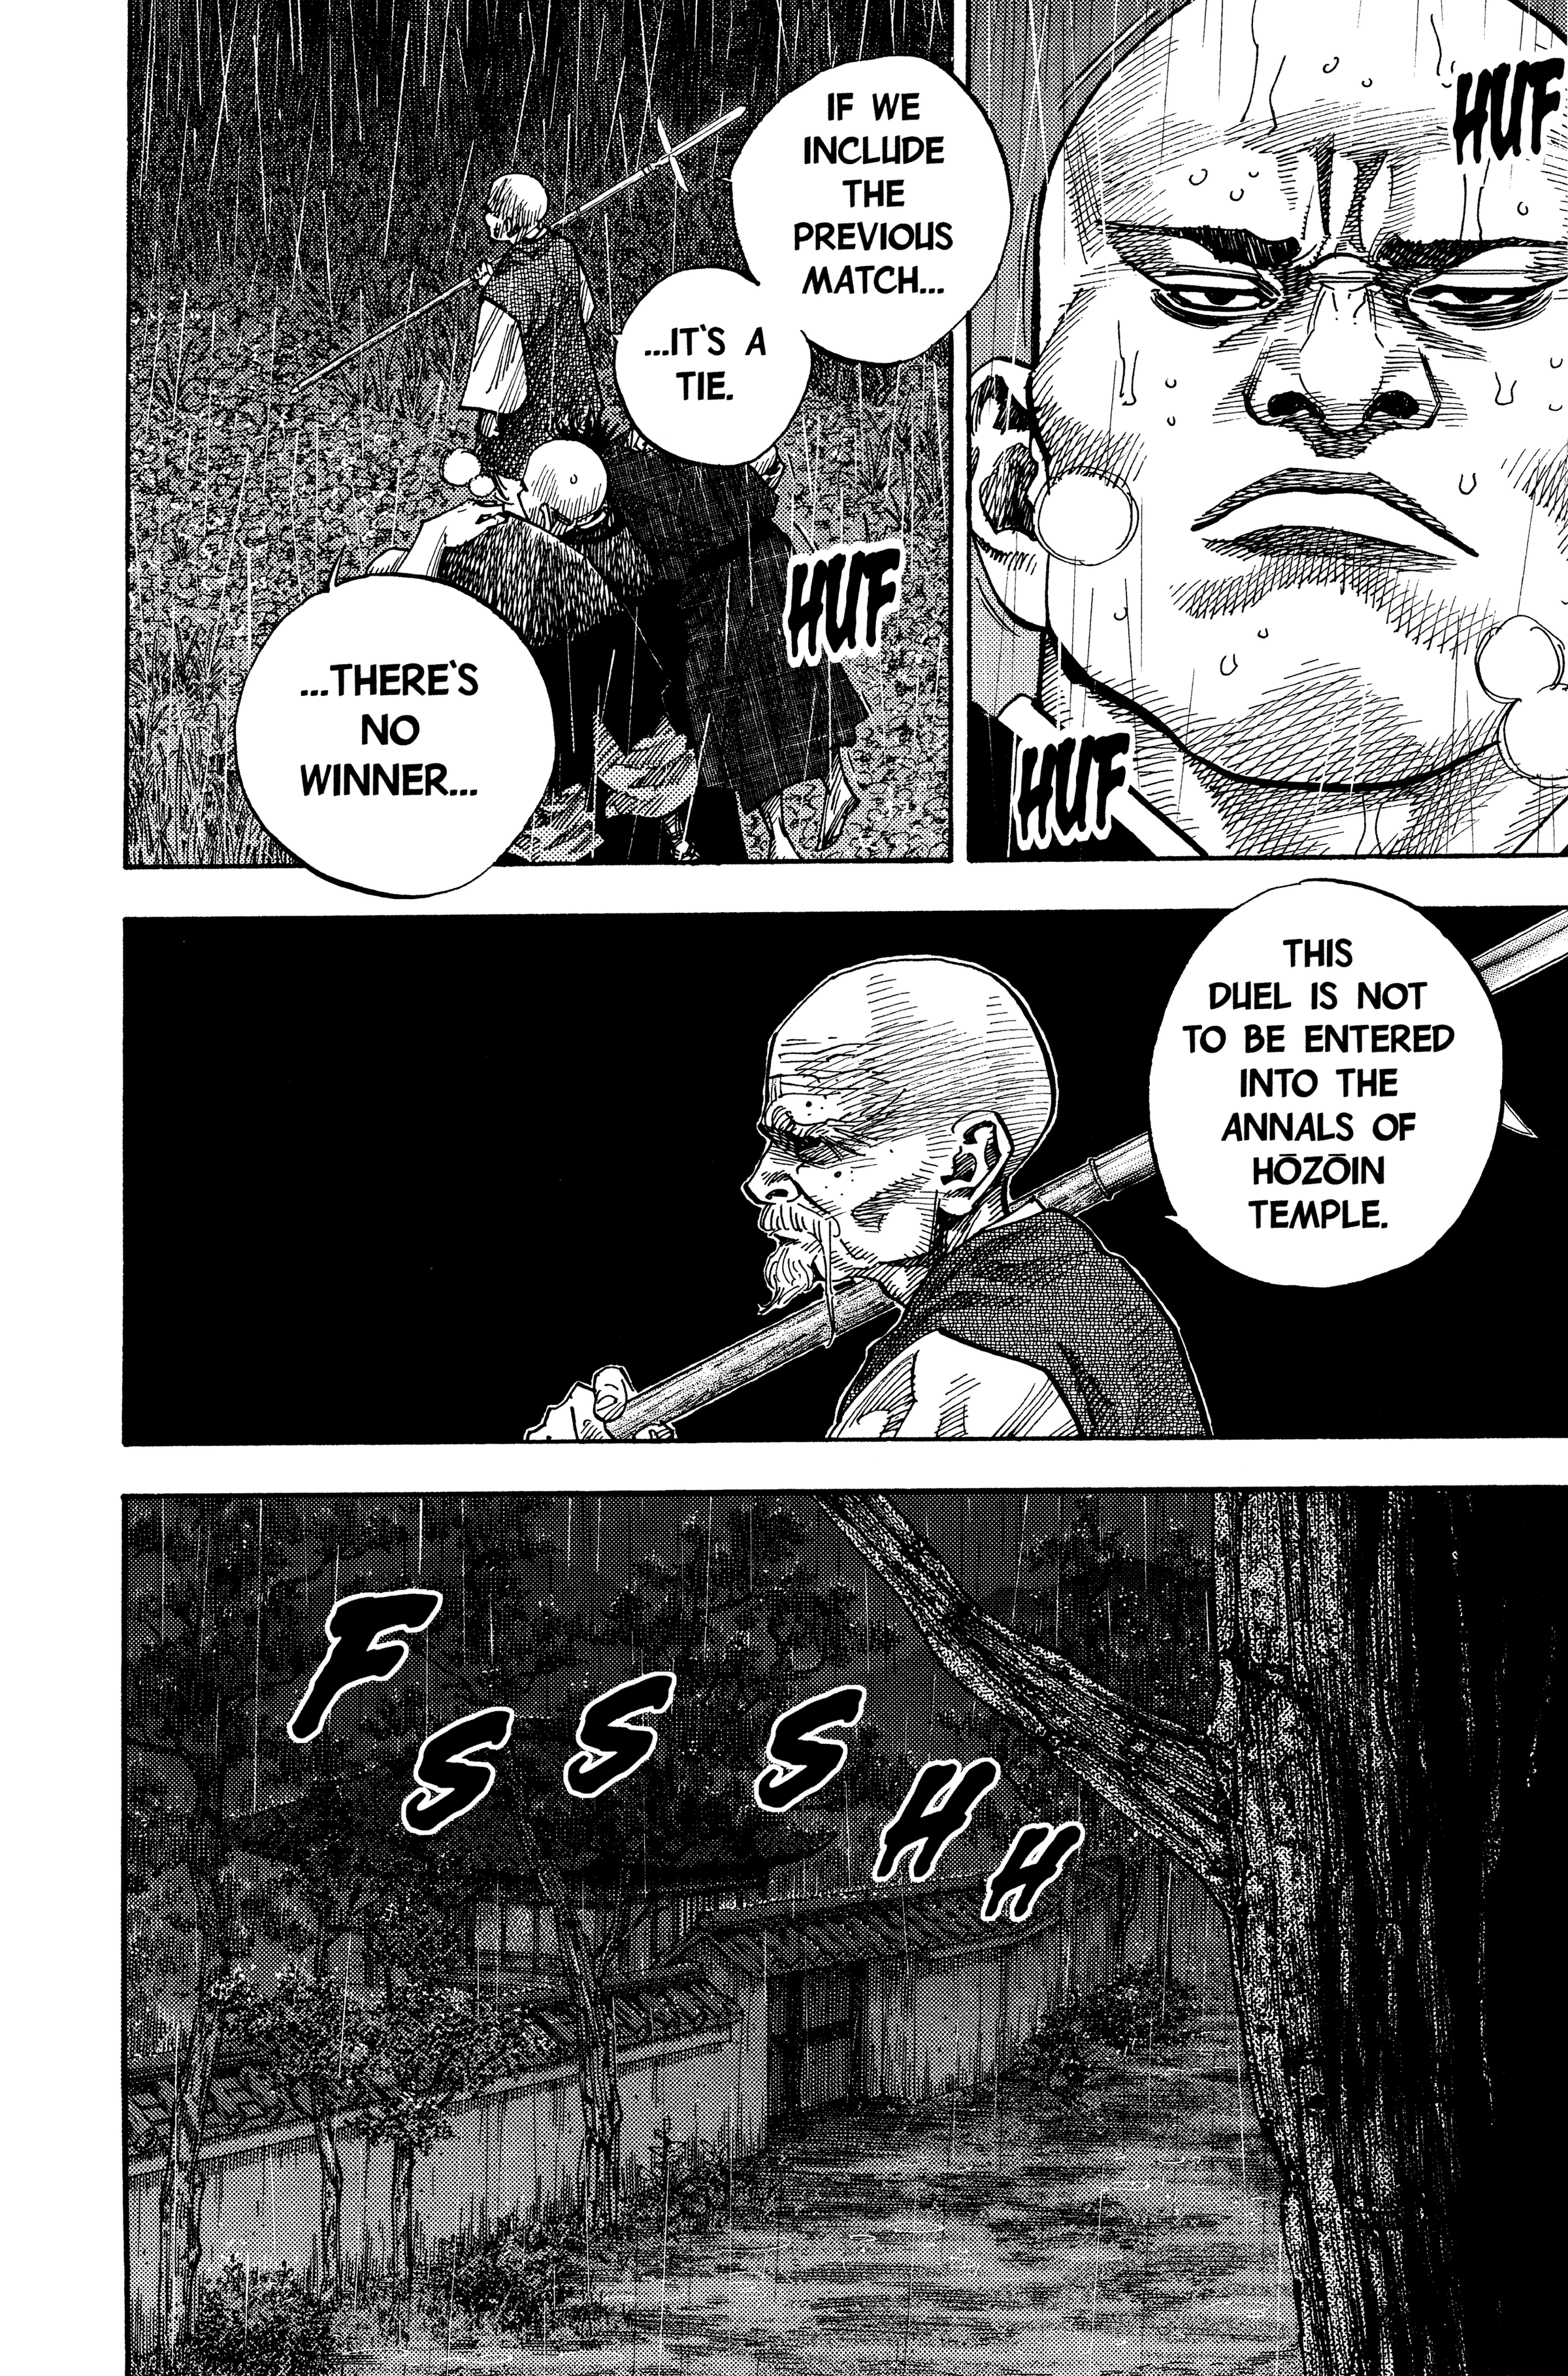 HUF
HUF
IF WE
INCLUDE
THE
PREVIOUS
MATCH...
...IT'S A
TIE.
HUF
...THERE'S
NO
WINNER...
THIS
DUEL IS NOT
TO BE ENTERED
INTO THE
ANNALS OF
HŌZŌIN
TEMPLE.
FSSSHH